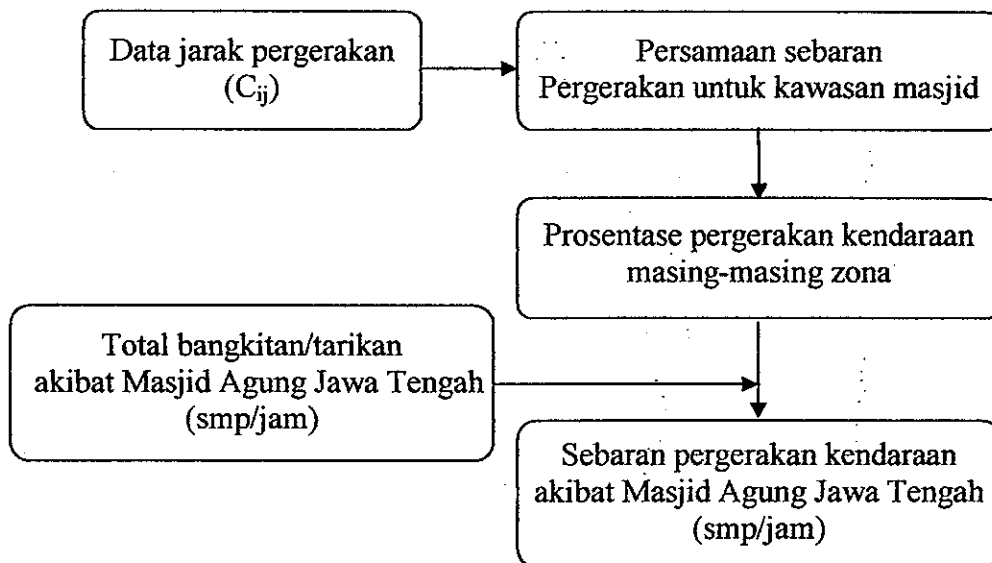 Data jarak pergerakan
(C_ij)
Persamaan sebaran
Pergerakan untuk kawasan masjid
Prosentase pergerakan kendaraan
masing-masing zona
Total bangkitan/tarikan
akibat Masjid Agung Jawa Tengah
(smp/jam)
Sebaran pergerakan kendaraan
akibat Masjid Agung Jawa Tengah
(smp/jam)